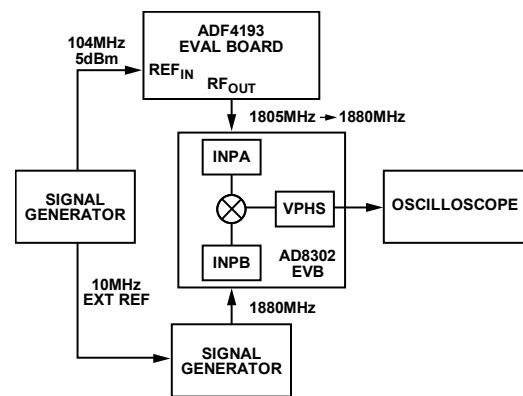 ADF4193
EVAL BOARD
104MHz
5dBm
REFIN
RFOUT
1805MHz → 1880MHz
INPA
SIGNAL
GENERATOR
VPHS
OSCILLOSCOPE
INPB
AD8302
EVB
10MHz
EXT REF
1880MHz
SIGNAL
GENERATOR